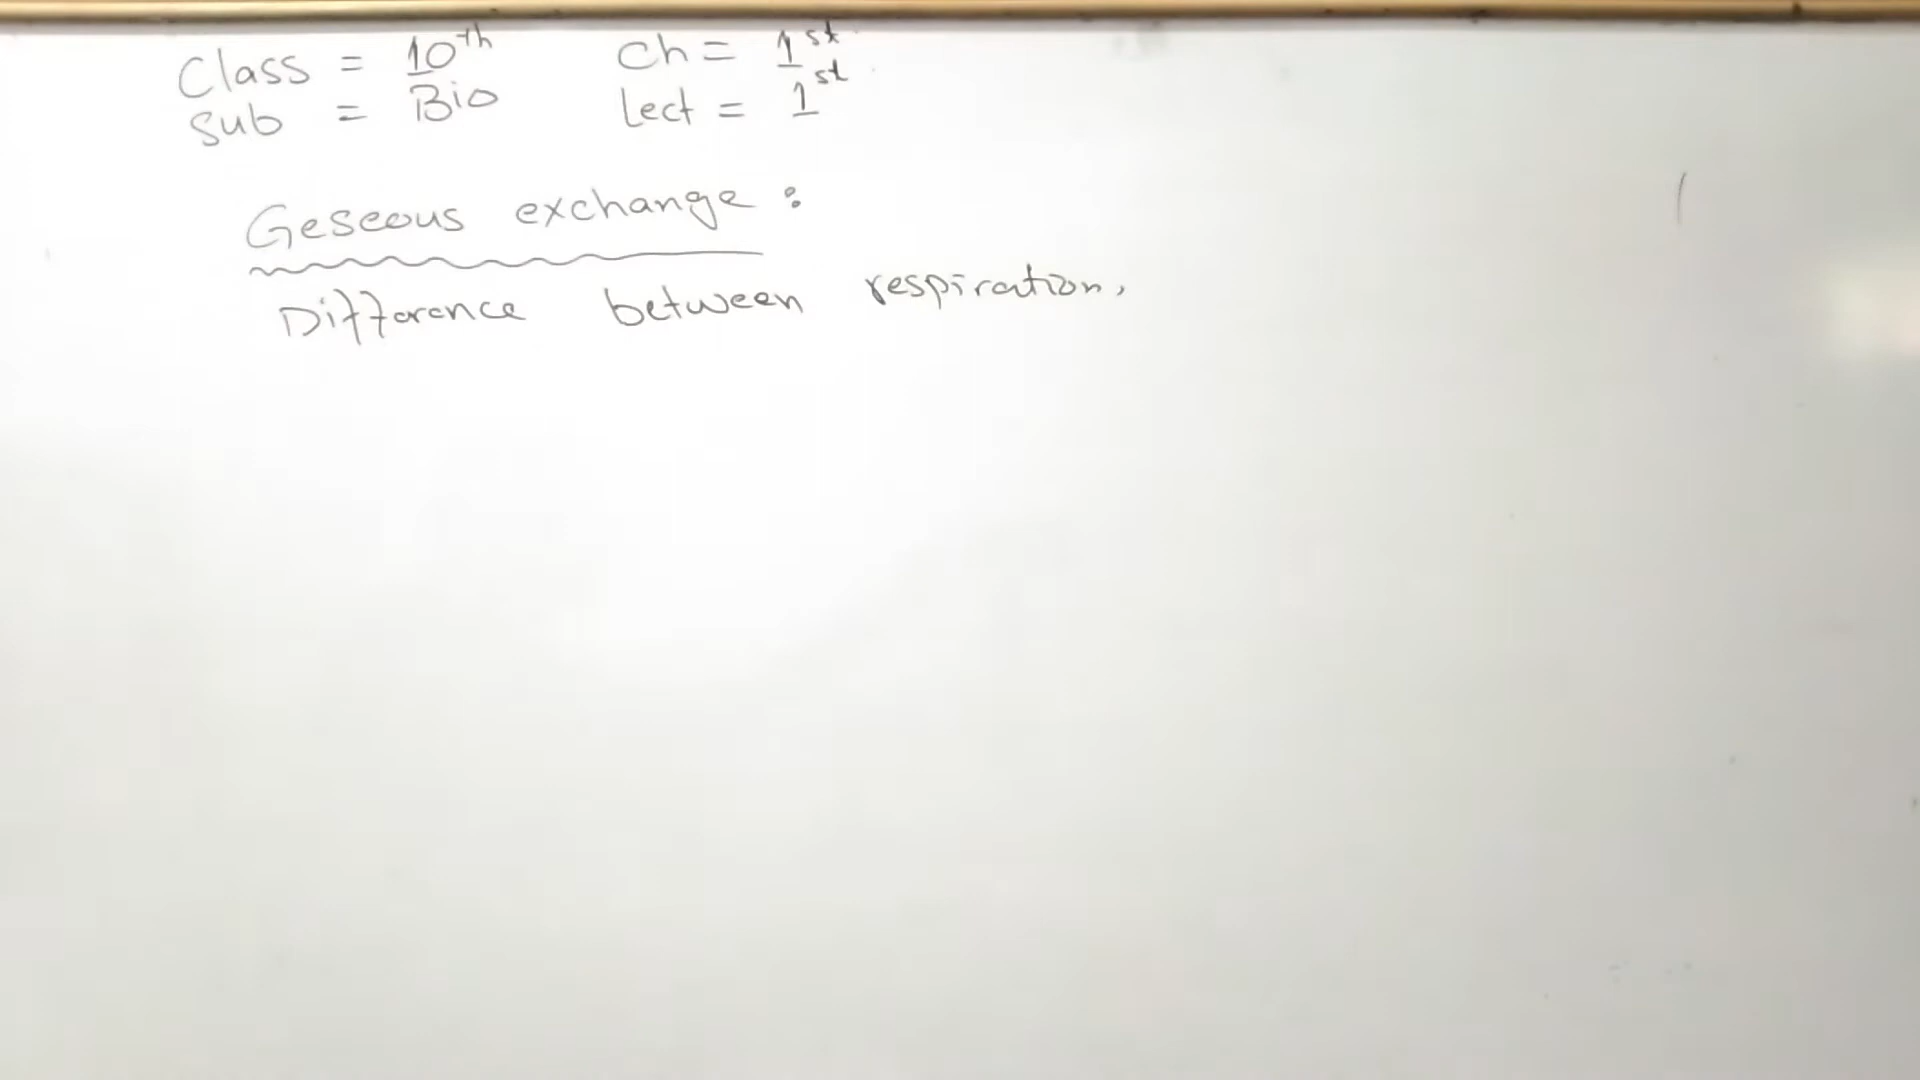 Class = 10th Ch = 1st
Sub = Bio Lect = 1st
Geseous exchange :
Difference between respiration,